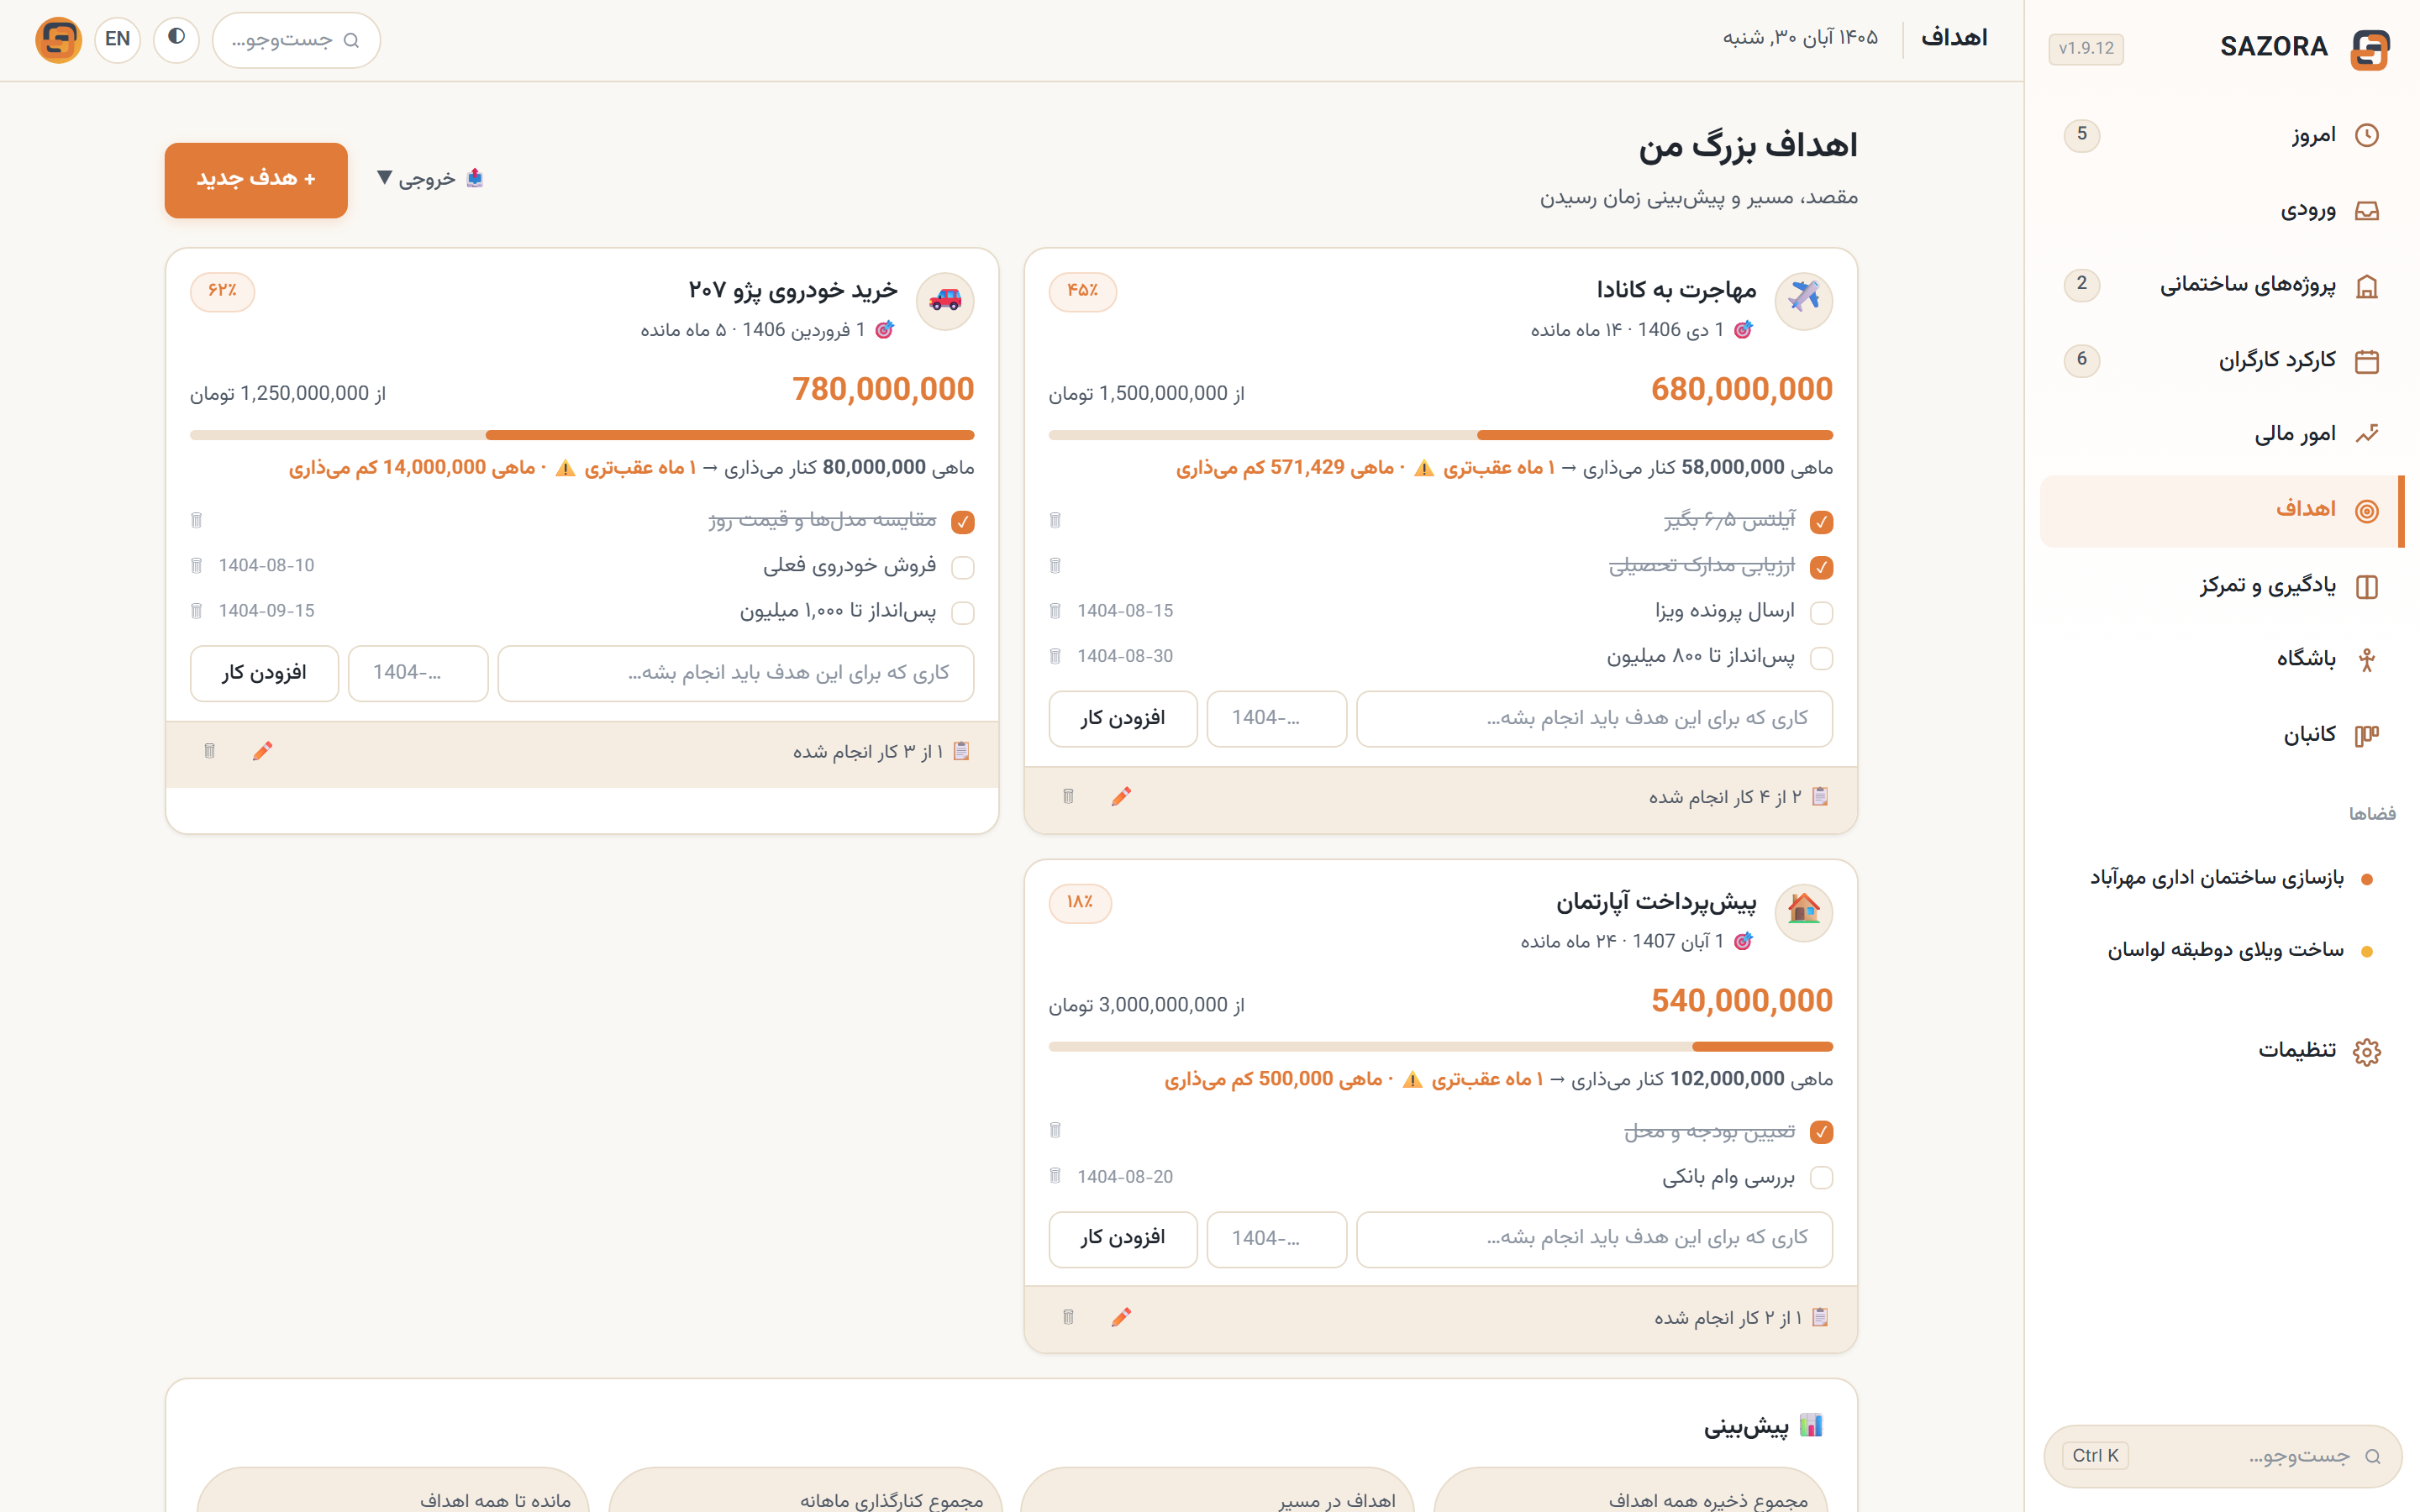 SAZORA
v1.9.12
امروز
5
ورودی
پروژه‌های ساختمانی
2
کارکرد کارگران
6
امور مالی
اهداف
یادگیری و تمرکز
باشگاه
کانبان
فضاها
بازسازی ساختمان اداری مهرآباد
ساخت ویلای دوطبقه لواسان
تنظیمات
جست‌وجو...
Ctrl K
اهداف
۱۴۰۵ آبان ۳۰, شنبه
جست‌وجو...
EN
اهداف بزرگ من
مقصد، مسیر و پیش‌بینی زمان رسیدن
خروجی ▼
+ هدف جدید
مهاجرت به کانادا
۴۵٪
1 دی 1406 · ۱۴ ماه مانده
680,000,000
از 1,500,000,000 تومان
ماهی 58,000,000 کنار می‌ذاری → ۱ ماه عقب‌تری ⚠️ · ماهی 571,429 کم می‌ذاری
آیلتس ۶٫۵ بگیر
ارزیابی مدارک تحصیلی
ارسال پرونده ویزا
1404-08-15
پس‌انداز تا ۸۰۰ میلیون
1404-08-30
کاری که برای این هدف باید انجام بشه...
1404-...
افزودن کار
۲ از ۴ کار انجام شده
خرید خودروی پژو ۲۰۷
۶۲٪
1 فروردین 1406 · ۵ ماه مانده
780,000,000
از 1,250,000,000 تومان
ماهی 80,000,000 کنار می‌ذاری → ۱ ماه عقب‌تری ⚠️ · ماهی 14,000,000 کم می‌ذاری
مقایسه مدل‌ها و قیمت روز
فروش خودروی فعلی
1404-08-10
پس‌انداز تا ۱,۰۰۰ میلیون
1404-09-15
کاری که برای این هدف باید انجام بشه...
1404-...
افزودن کار
۱ از ۳ کار انجام شده
پیش‌پرداخت آپارتمان
۱۸٪
1 آبان 1407 · ۲۴ ماه مانده
540,000,000
از 3,000,000,000 تومان
ماهی 102,000,000 کنار می‌ذاری → ۱ ماه عقب‌تری ⚠️ · ماهی 500,000 کم می‌ذاری
تعیین بودجه و محل
بررسی وام بانکی
1404-08-20
کاری که برای این هدف باید انجام بشه...
1404-...
افزودن کار
۱ از ۲ کار انجام شده
پیش‌بینی
مجموع ذخیره همه اهداف
اهداف در مسیر
مجموع کنارگذاری ماهانه
مانده تا همه اهداف